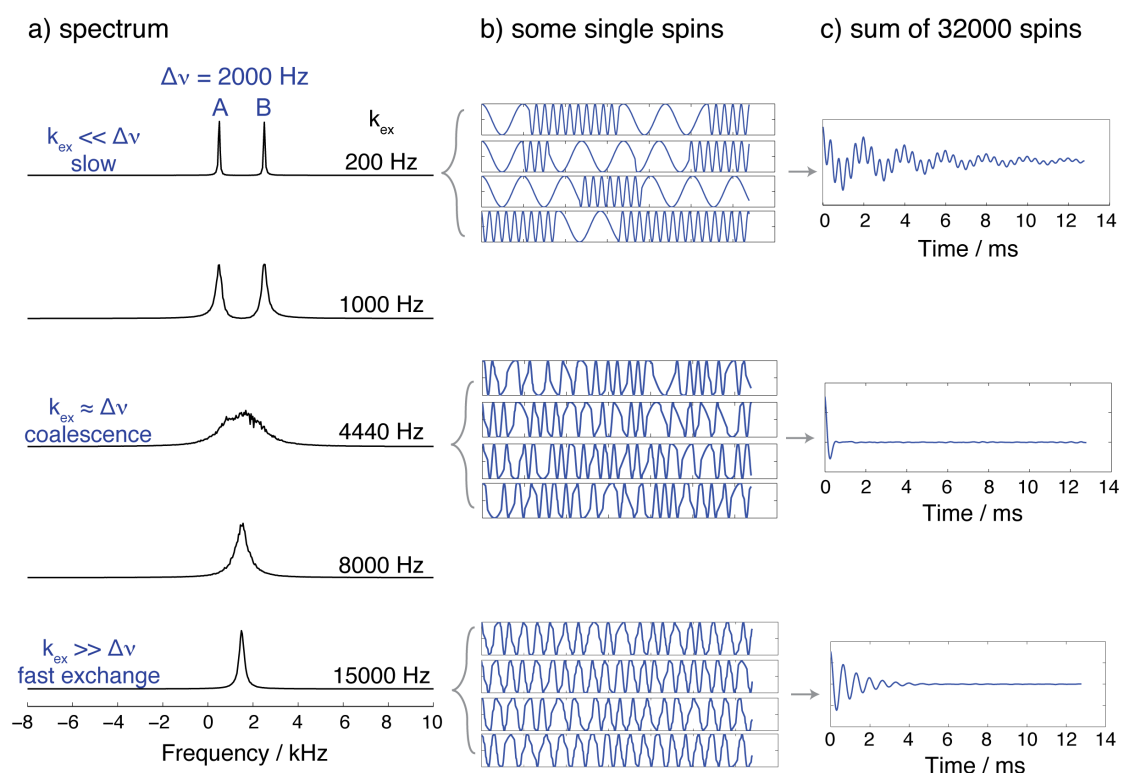 a) spectrum
b) some single spins
c) sum of 32000 spins
Δν = 2000 Hz
A B
kex << Δν
slow
kex
200 Hz
0 2 4 6 8 10 12 14
Time / ms
1000 Hz
kex ≈ Δν
coalescence
4440 Hz
0 2 4 6 8 10 12 14
Time / ms
8000 Hz
kex >> Δν
fast exchange
15000 Hz
−8 −6 −4 −2 0 2 4 6 8 10
Frequency / kHz
0 2 4 6 8 10 12 14
Time / ms